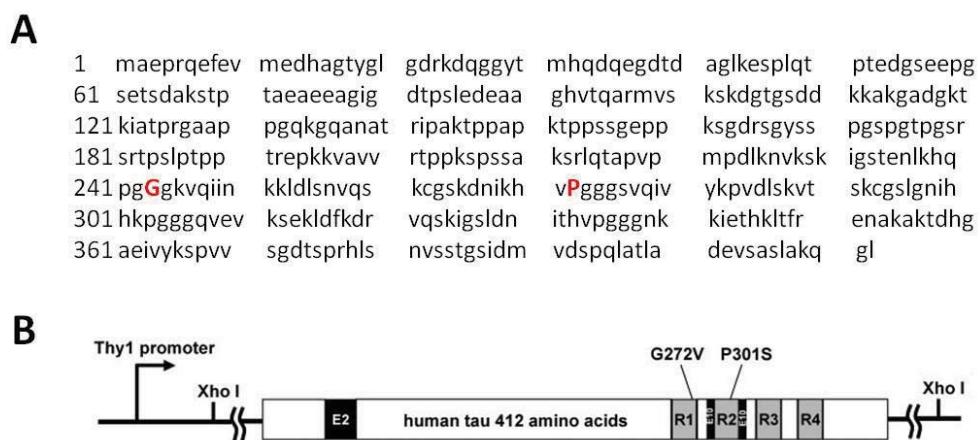 A
1 maeprqefev medhagtygl gdrkdqggyt mhqdqegdtd aglkesplqt ptedgseepg
61 setsdakstp taeaeeagig dtpsledeaa ghvtqarmvs kskdgtgsdd kkakgadgkt
121 kiatprgaap pgqkgqanat ripaktppap ktppssgepp ksgdrsgyss pgspgtpgsr
181 srtpslptpp trepkkvavv rtppkspssa ksrlqtapvp mpdlknvksk igstenlkhq
241 pgGgkvqiin kkldlsnvqs kcgskdnikh vPgggsvqiv ykpvdlskvt skcgslgnih
301 hkpgggqvev ksekldfkdr vqskigsldn ithvpgggnk kiethkltfr enakaktdhg
361 aeivykspvv sgdtsprhls nvsstgsidm vdspqlatla devsaslakq gl
B
Thy1 promoter
G272V P301S
Xho I Xho I
E2 human tau 412 amino acids R1 E10 R2 E10 R3 R4